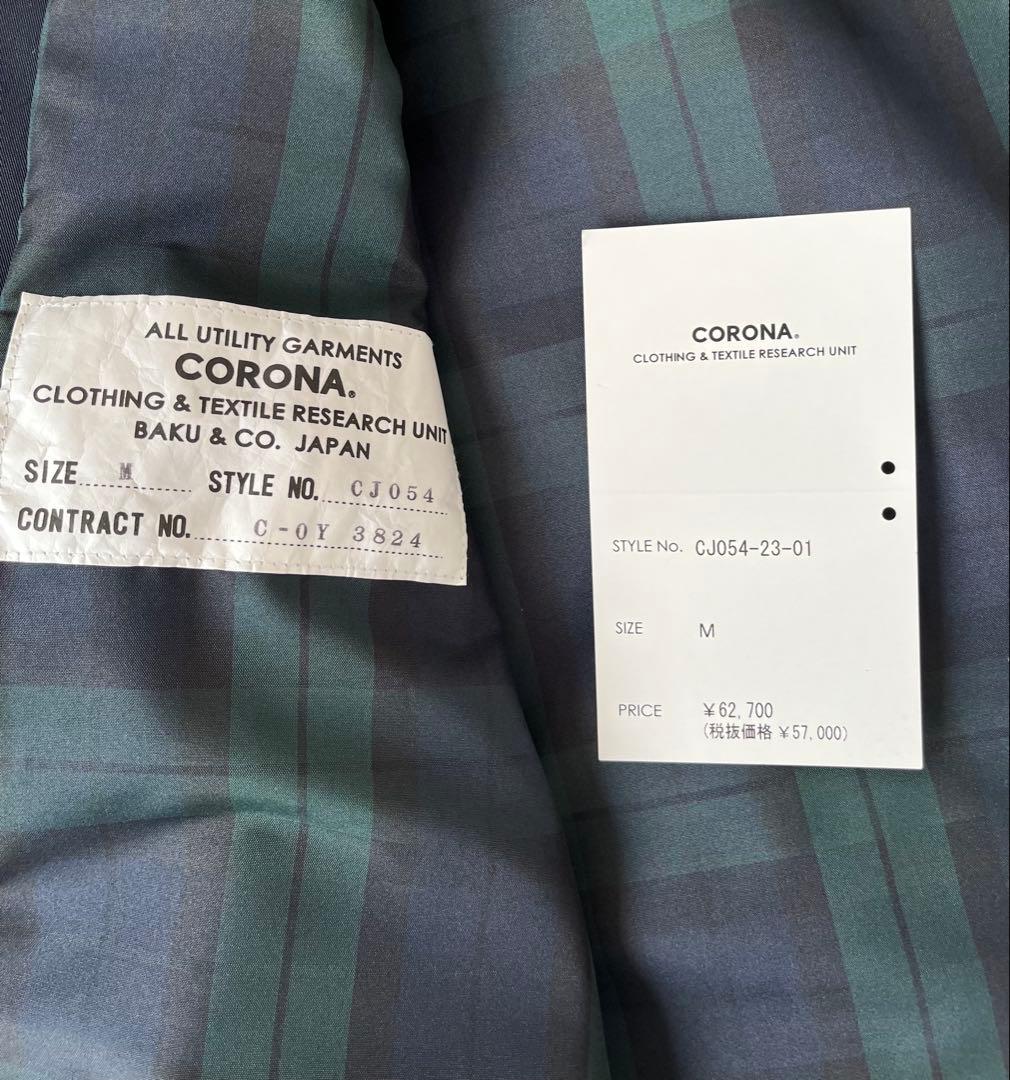 ALL UTILITY GARMENTS
CORONA®
CLOTHING & TEXTILE RESEARCH UNIT
BAKU & CO. JAPAN
SIZE M STYLE NO. CJ054
CONTRACT NO. C-OY 3824
CORONA®
CLOTHING & TEXTILE RESEARCH UNIT
STYLE No. CJ054-23-01
SIZE M
PRICE ￥62,700
(税抜価格 ￥57,000)